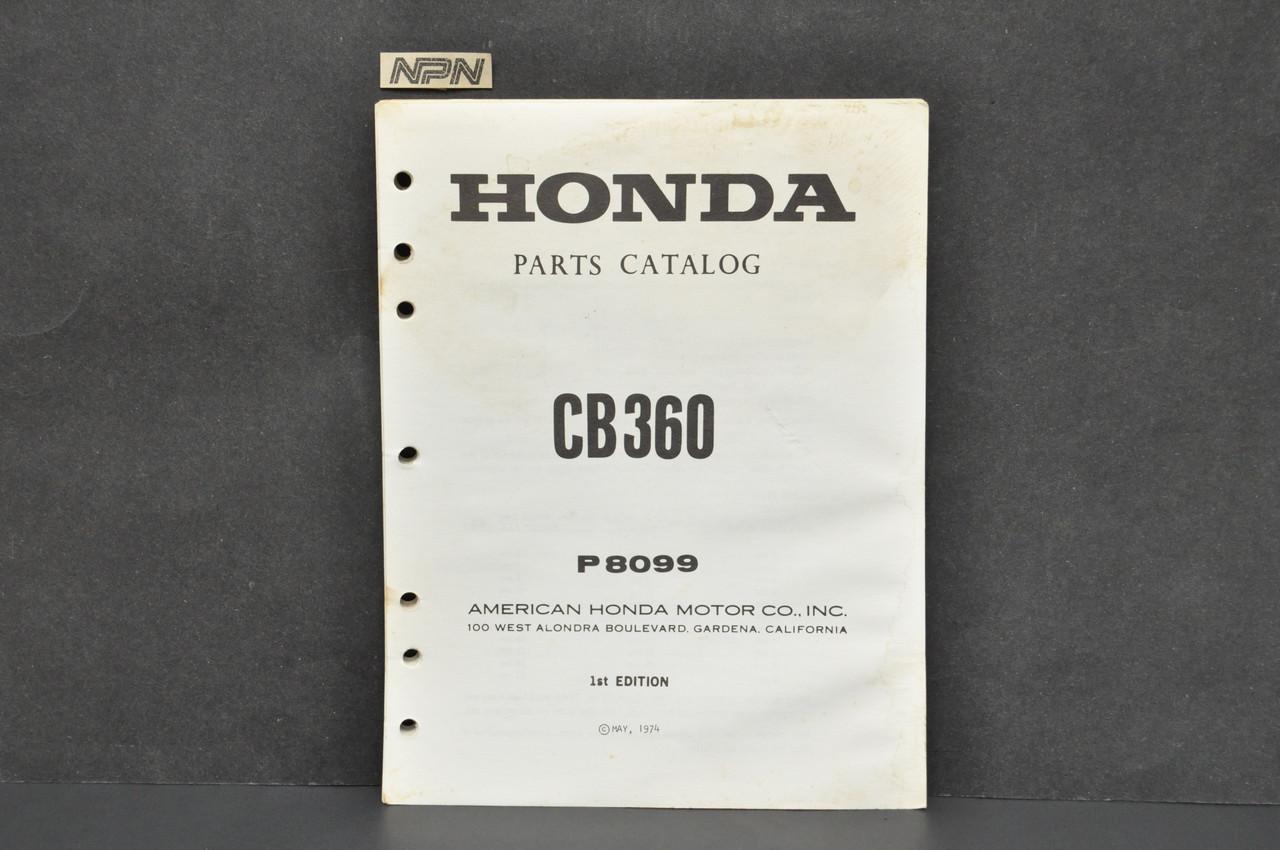 NPN
HONDA
PARTS CATALOG
CB360
P8099
AMERICAN HONDA MOTOR CO., INC.
100 WEST ALONDRA BOULEVARD, GARDENA, CALIFORNIA
1st EDITION
©MAY, 1974